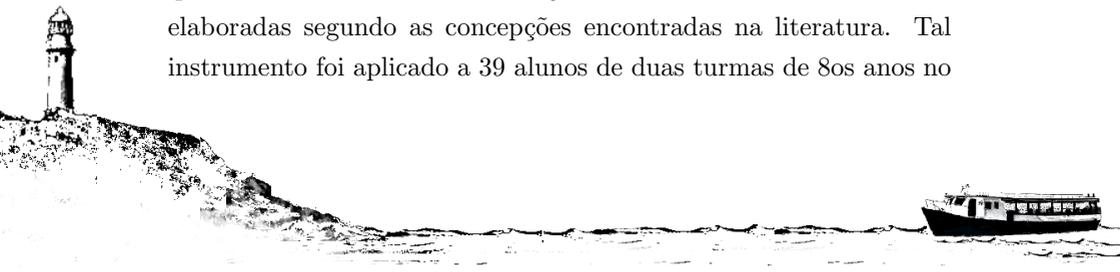 elaboradas segundo as concepções encontradas na literatura. Tal
instrumento foi aplicado a 39 alunos de duas turmas de 8os anos no